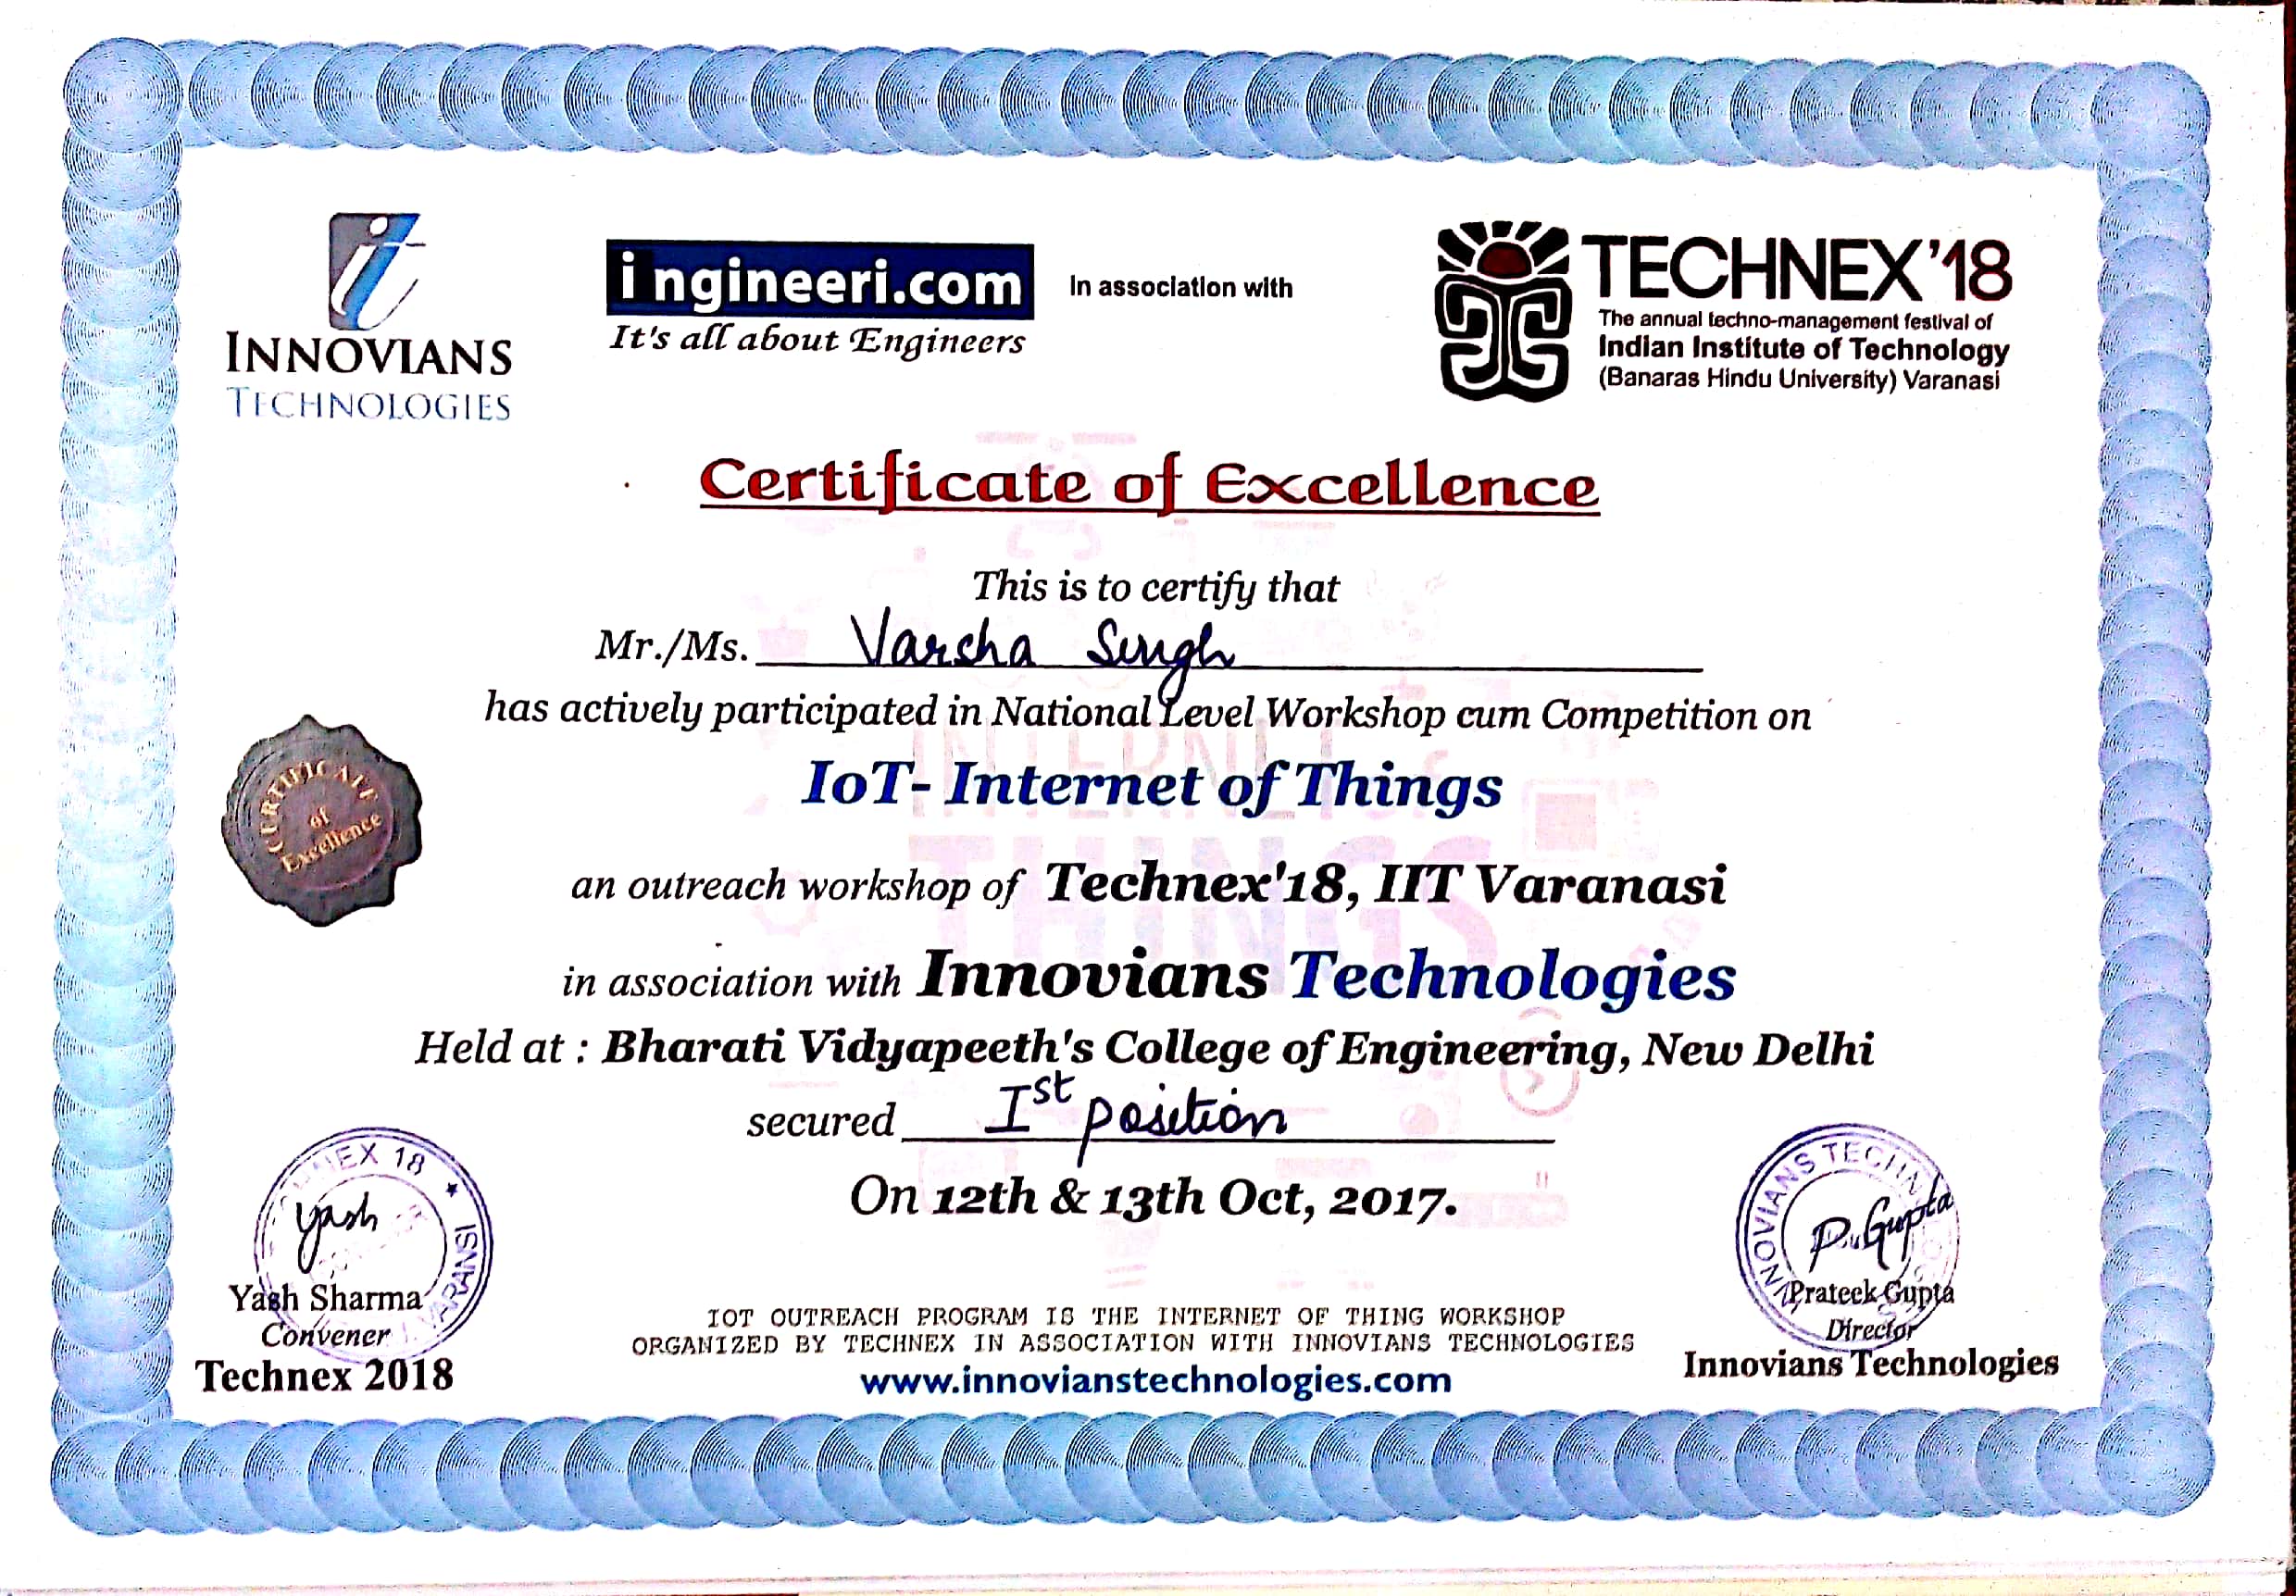 INNOVIANS
TECHNOLOGIES
ingineeri.com
It's all about Engineers
In association with
TECHNEX'18
The annual techno-management festival of
Indian Institute of Technology
(Banaras Hindu University) Varanasi
Certificate of Excellence
This is to certify that
Mr./Ms. Varsha Singh
has actively participated in National Level Workshop cum Competition on
INTERNET OF
IoT- Internet of Things
THINGS
CERTIFICATE
of
Excellence
an outreach workshop of Technex'18, IIT Varanasi
in association with Innovians Technologies
Held at : Bharati Vidyapeeth's College of Engineering, New Delhi
secured Ist position
On 12th & 13th Oct, 2017.
18 ★ VARANSI
Yash
Yash Sharma
Convener
Technex 2018
IOT OUTREACH PROGRAM IS THE INTERNET OF THING WORKSHOP
ORGANIZED BY TECHNEX IN ASSOCIATION WITH INNOVIANS TECHNOLOGIES
www.innovianstechnologies.com
INNOVIANS
P. Gupta
Prateek Gupta
Director
Innovians Technologies